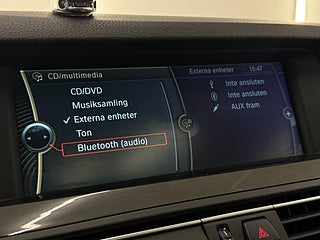 CD/multimedia
CD/DVD
Musiksamling
Externa enheter
Ton
Bluetooth (audio)
Externa enheter 15:47
Inte ansluten
Inte ansluten
AUX fram